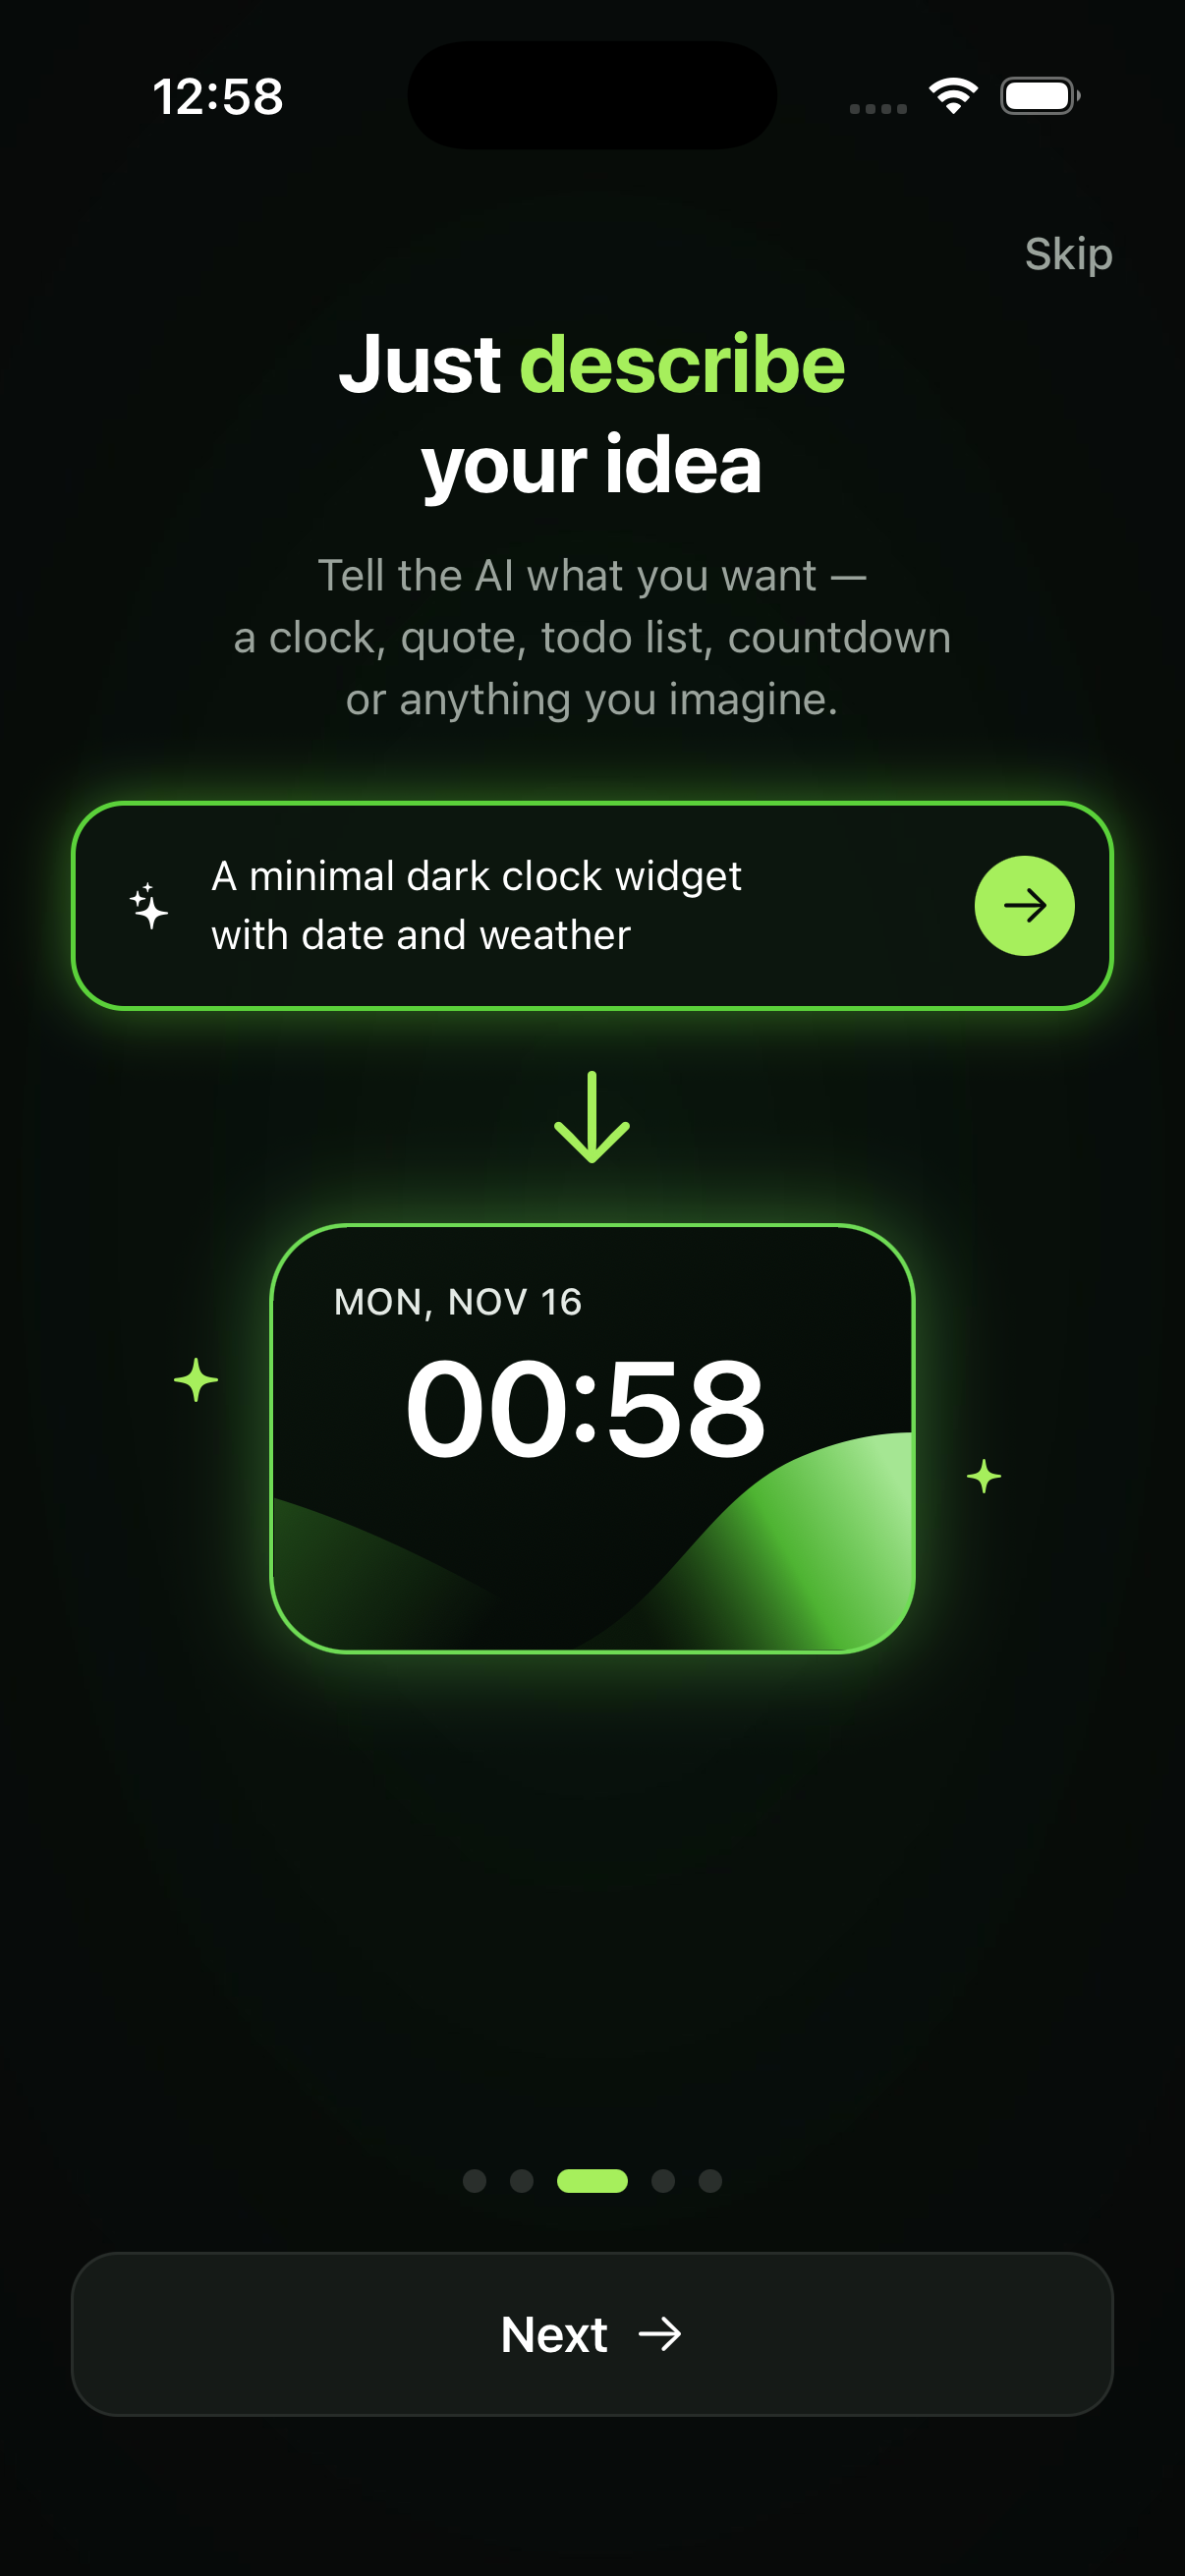 12:58
Skip
Just describe
your idea
Tell the AI what you want —
a clock, quote, todo list, countdown
or anything you imagine.
A minimal dark clock widget
with date and weather
MON, NOV 16
00:58
Next